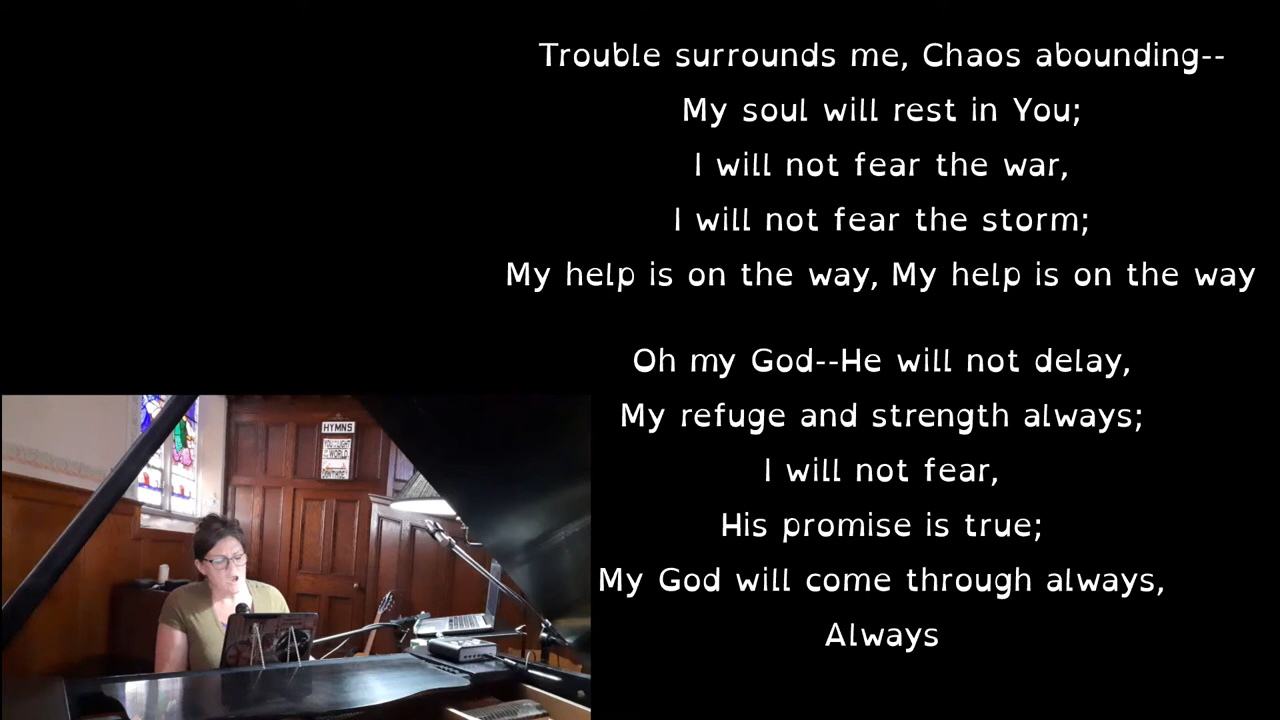 Trouble surrounds me, Chaos abounding--
My soul will rest in You;
I will not fear the war,
I will not fear the storm;
My help is on the way, My help is on the way
Oh my God--He will not delay,
My refuge and strength always;
I will not fear,
His promise is true;
My God will come through always,
Always
HYMNS
LIGHT
WORLD